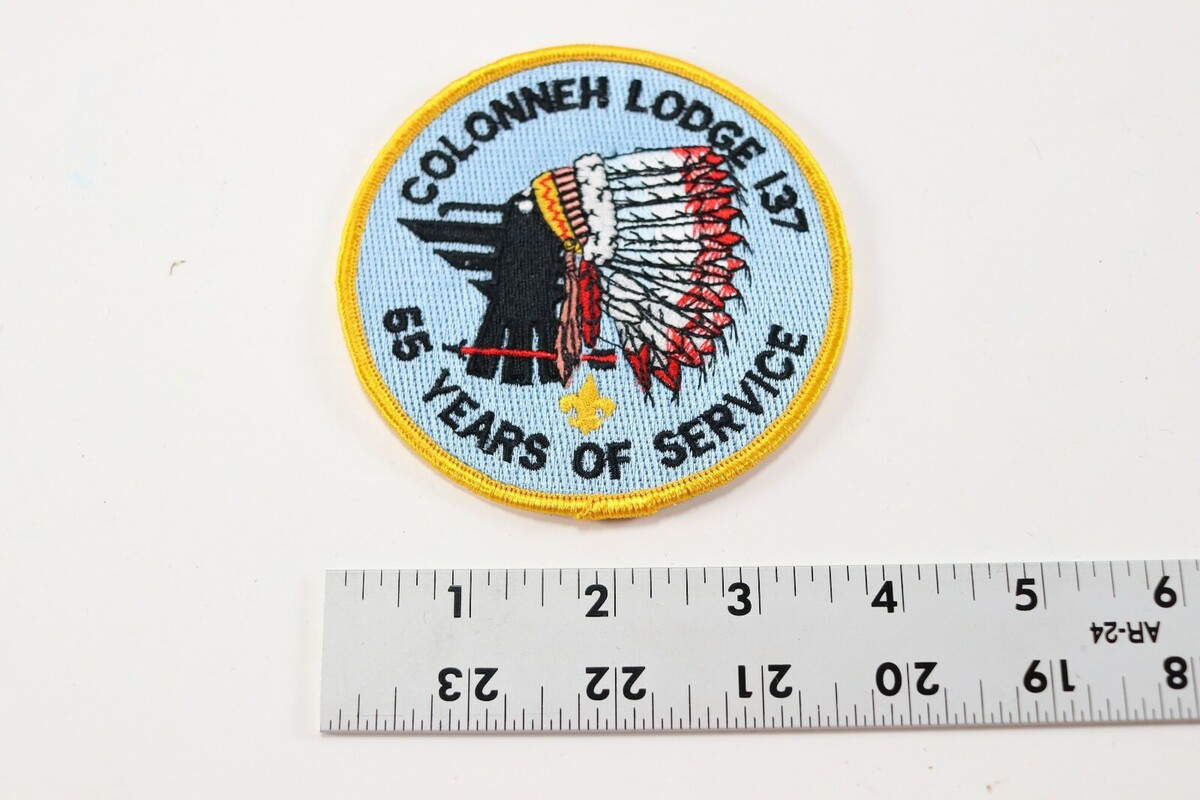 COLONNEH LODGE 137
55 YEARS OF SERVICE
1 2 3 4 5 6
AR-24
23 22 21 20 19 18